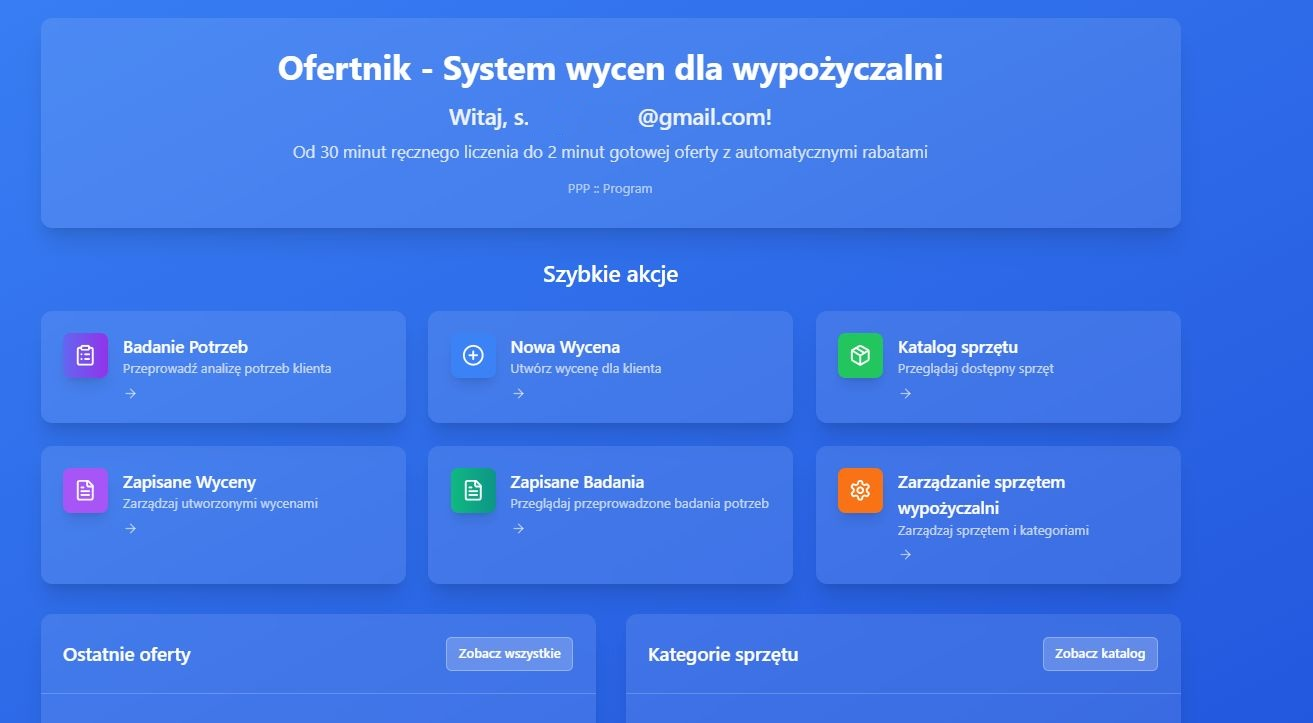 Ofertnik - System wycen dla wypożyczalni
Witaj, s. @gmail.com!
Od 30 minut ręcznego liczenia do 2 minut gotowej oferty z automatycznymi rabatami
PPP :: Program
Szybkie akcje
Badanie Potrzeb
Przeprowadź analizę potrzeb klienta
→
Nowa Wycena
Utwórz wycenę dla klienta
→
Katalog sprzętu
Przeglądaj dostępny sprzęt
→
Zapisane Wyceny
Zarządzaj utworzonymi wycenami
→
Zapisane Badania
Przeglądaj przeprowadzone badania potrzeb
→
Zarządzanie sprzętem
wypożyczalni
Zarządzaj sprzętem i kategoriami
→
Ostatnie oferty
Zobacz wszystkie
Kategorie sprzętu
Zobacz katalog